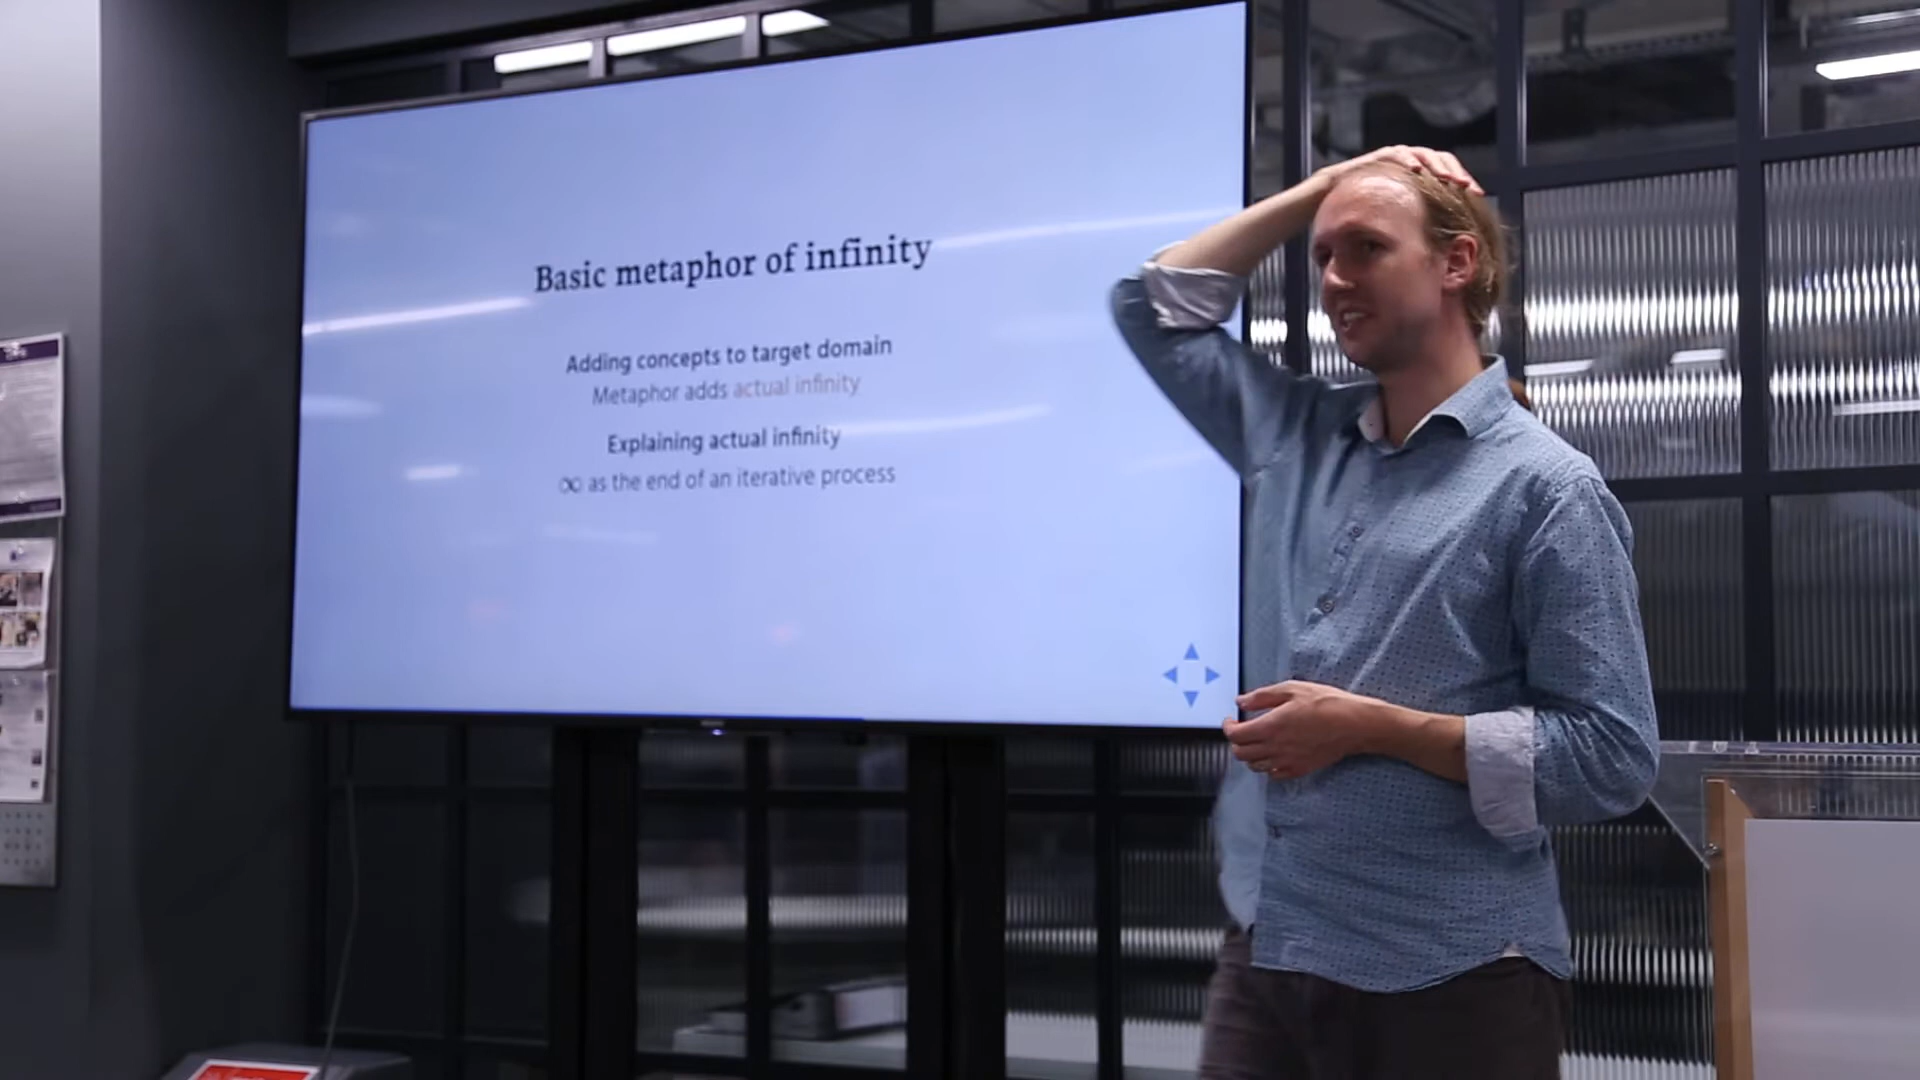 Basic metaphor of infinity
Adding concepts to target domain
Metaphor adds actual infinity
Explaining actual infinity
∞ as the end of an iterative process